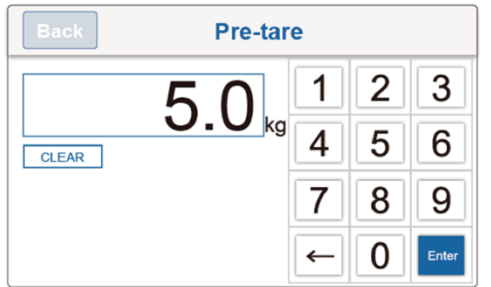 Back
Pre-tare
5.0 kg
CLEAR
1 2 3
4 5 6
7 8 9
← 0 Enter